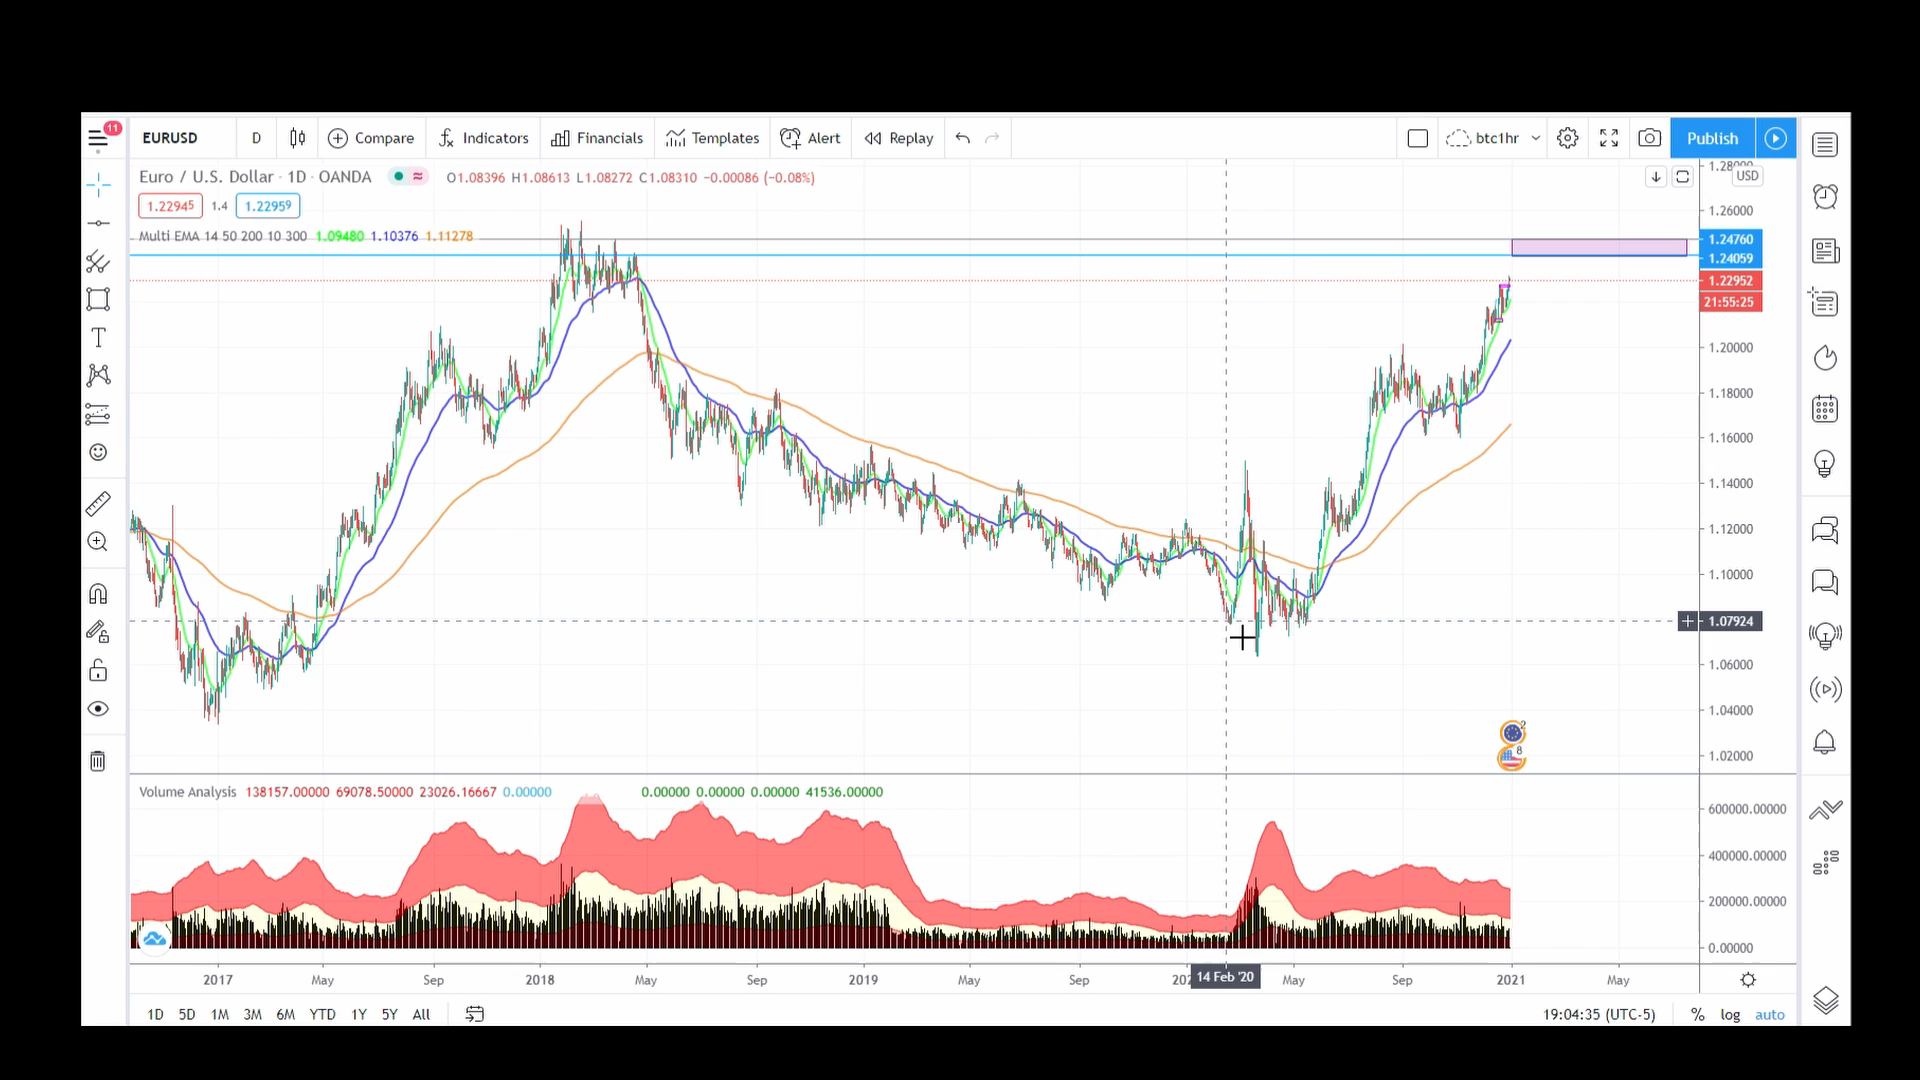 11
EURUSD D Compare Indicators Financials Templates Alert Replay btc1hr Publish
Euro / U.S. Dollar · 1D · OANDA O1.08396 H1.08613 L1.08272 C1.08310 −0.00086 (−0.08%)
1.22945 1.4 1.22959
Multi EMA 14 50 200 10 300 1.09480 1.10376 1.11278
1.28000
USD
1.26000
1.24760
1.24059
1.22952
21:55:25
1.20000
1.18000
1.16000
1.14000
1.12000
1.10000
1.07924
1.06000
1.04000
1.02000
2
8
Volume Analysis 138157.00000 69078.50000 23026.16667 0.00000 0.00000 0.00000 0.00000 41536.00000
600000.00000
400000.00000
200000.00000
0.00000
2017 May Sep 2018 May Sep 2019 May Sep 202 14 Feb '20 May Sep 2021 May
1D 5D 1M 3M 6M YTD 1Y 5Y All 19:04:35 (UTC-5) % log auto